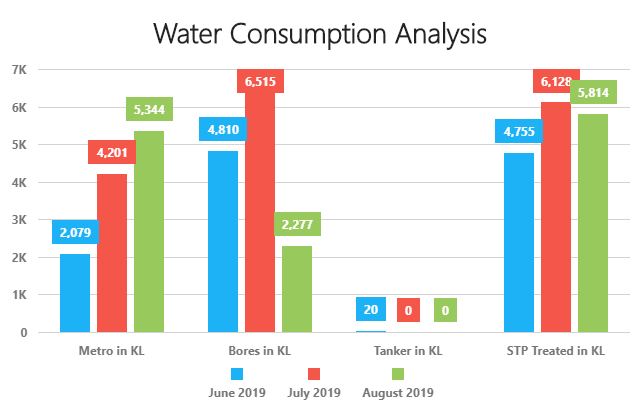 Water Consumption Analysis
7K
6K
5K
4K
3K
2K
1K
0
2,079
4,201
5,344
4,810
6,515
2,277
20
0
0
4,755
6,128
5,814
Metro in KL
Bores in KL
Tanker in KL
STP Treated in KL
June 2019
July 2019
August 2019